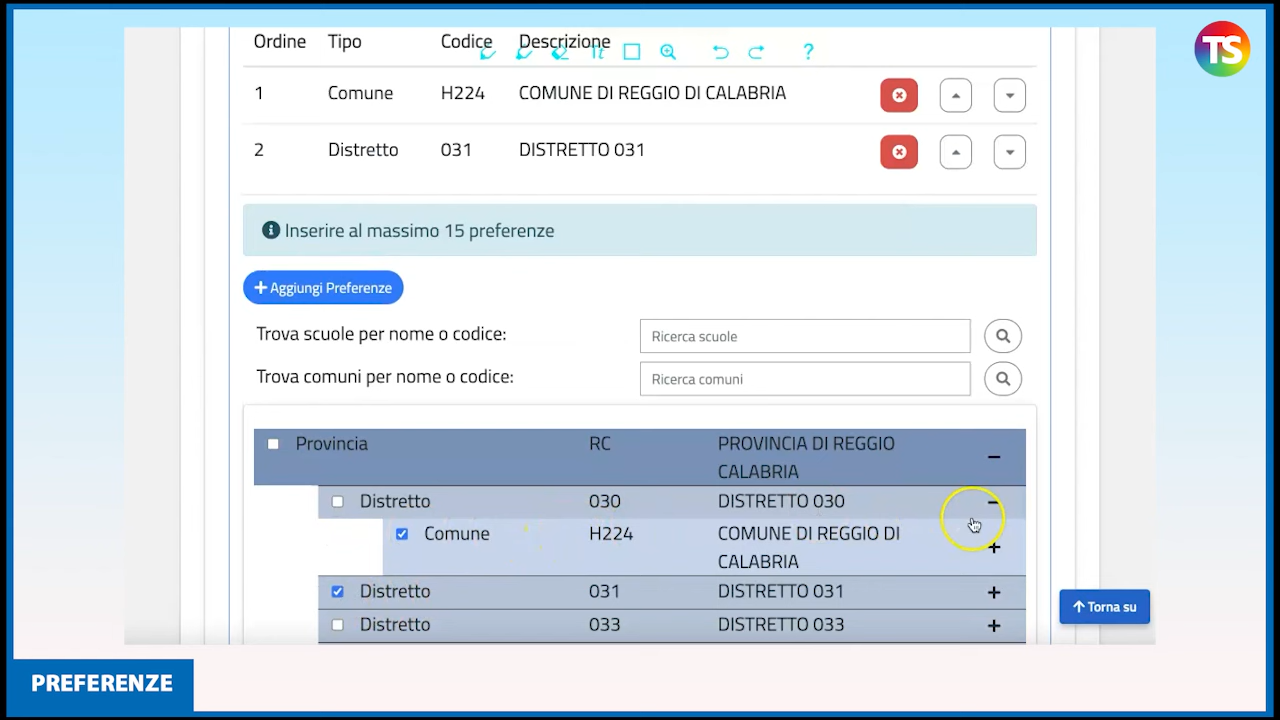 TS
Ordine Tipo Codice Descrizione
Tt ?
1 Comune H224 COMUNE DI REGGIO DI CALABRIA
2 Distretto 031 DISTRETTO 031
Inserire al massimo 15 preferenze
+ Aggiungi Preferenze
Trova scuole per nome o codice: Ricerca scuole
Trova comuni per nome o codice: Ricerca comuni
Provincia RC PROVINCIA DI REGGIO
CALABRIA −
Distretto 030 DISTRETTO 030 −
Comune H224 COMUNE DI REGGIO DI
CALABRIA +
Distretto 031 DISTRETTO 031 +
Distretto 033 DISTRETTO 033 +
Torna su
PREFERENZE